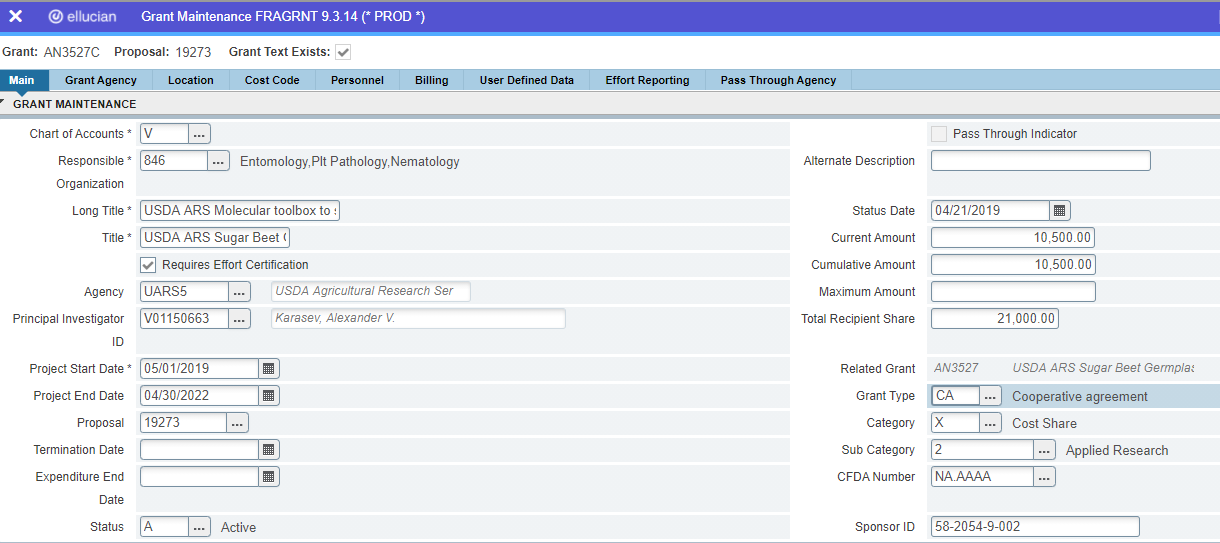 ellucian Grant Maintenance FRAGRNT 9.3.14 (* PROD *)
Grant: AN3527C Proposal: 19273 Grant Text Exists:
Main Grant Agency Location Cost Code Personnel Billing User Defined Data Effort Reporting Pass Through Agency
GRANT MAINTENANCE
Chart of Accounts * V ... Pass Through Indicator
Responsible * 846 ... Entomology,Plt Pathology,Nematology Alternate Description
Organization
Long Title * USDA ARS Molecular toolbox to Status Date 04/21/2019
Title * USDA ARS Sugar Beet Current Amount 10,500.00
Requires Effort Certification Cumulative Amount 10,500.00
Agency UARS5 ... USDA Agricultural Research Ser Maximum Amount
Principal Investigator V01150663 ... Karasev, Alexander V. Total Recipient Share 21,000.00
ID
Project Start Date * 05/01/2019 Related Grant AN3527 USDA ARS Sugar Beet Germplas
Project End Date 04/30/2022 Grant Type CA ... Cooperative agreement
Proposal 19273 ... Category X ... Cost Share
Termination Date Sub Category 2 ... Applied Research
Expenditure End CFDA Number NA.AAAA ...
Date
Status A ... Active Sponsor ID 58-2054-9-002